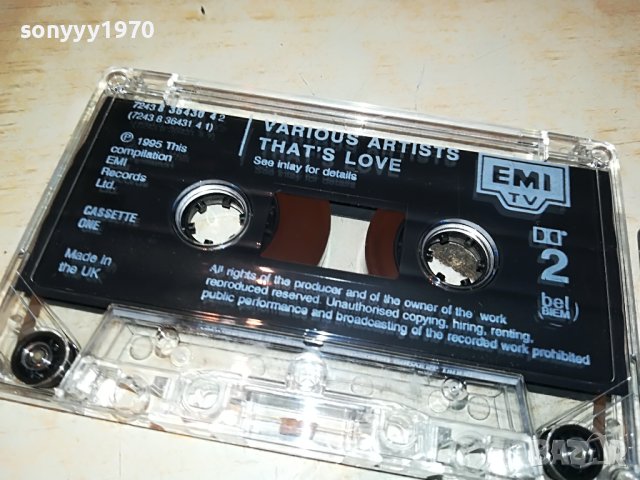 sonyyy1970
7243 8 36430 4 2
(7243 8 36431 4 1)
VARIOUS ARTISTS
THAT'S LOVE
See inlay for details
℗ 1995 This
compilation
EMI
Records
Ltd.
CASSETTE
ONE
Made in
the UK
EMI
TV
2
bel
BIEM
All rights of the producer and of the owner of the work
reproduced reserved. Unauthorised copying, hiring, renting,
public performance and broadcasting of the recorded work prohibited